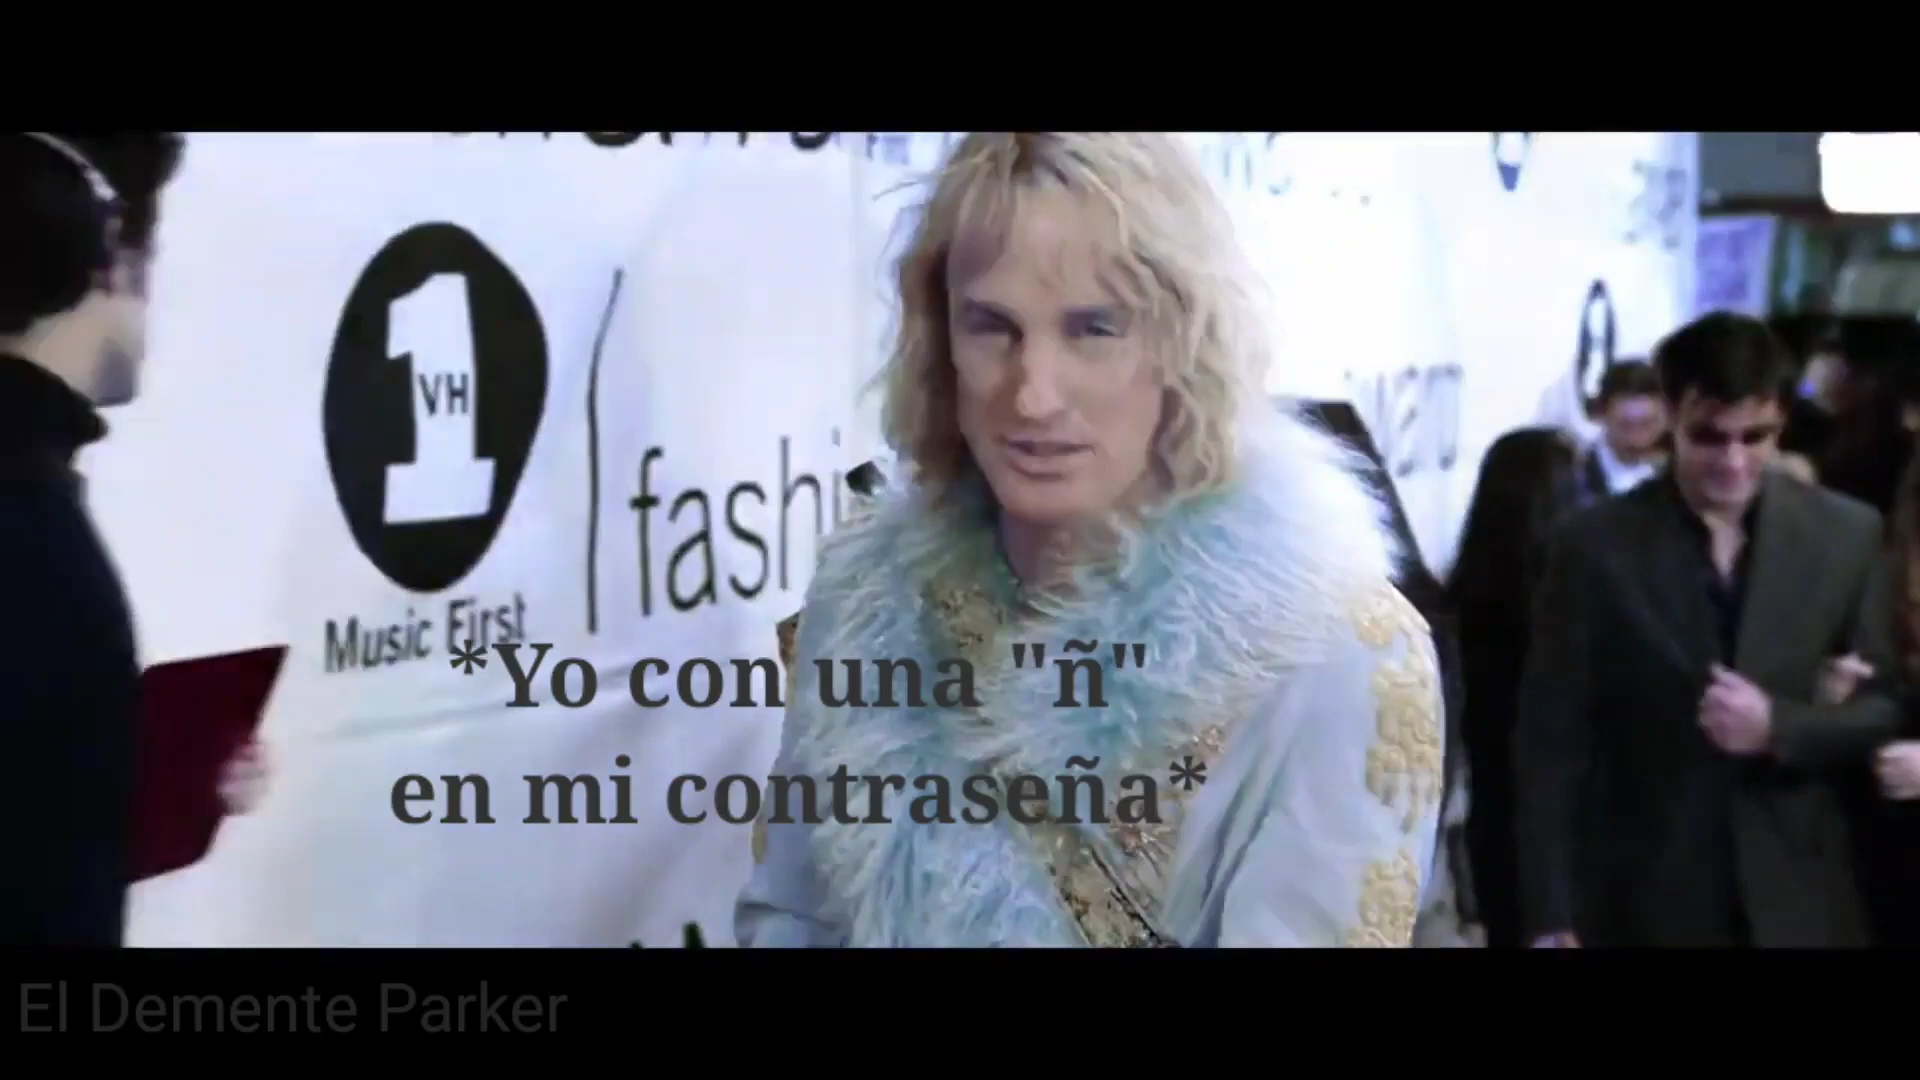 VH
1
Music First
fashi
*Yo con una "ñ"
en mi contraseña*
El Demente Parker